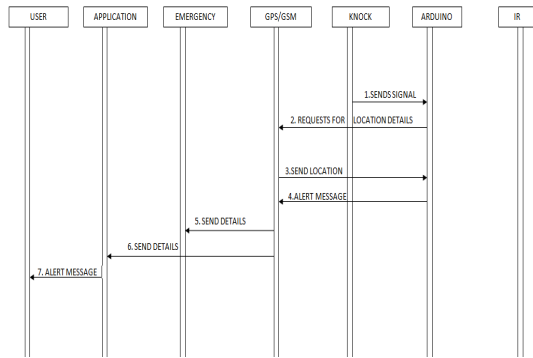 USER APPLICATION EMERGENCY GPS/GSM KNOCK ARDUINO IR
1.SENDS SIGNAL
2. REQUESTS FOR LOCATION DETAILS
3.SEND LOCATION
4.ALERT MESSAGE
5. SEND DETAILS
6. SEND DETAILS
7. ALERT MESSAGE